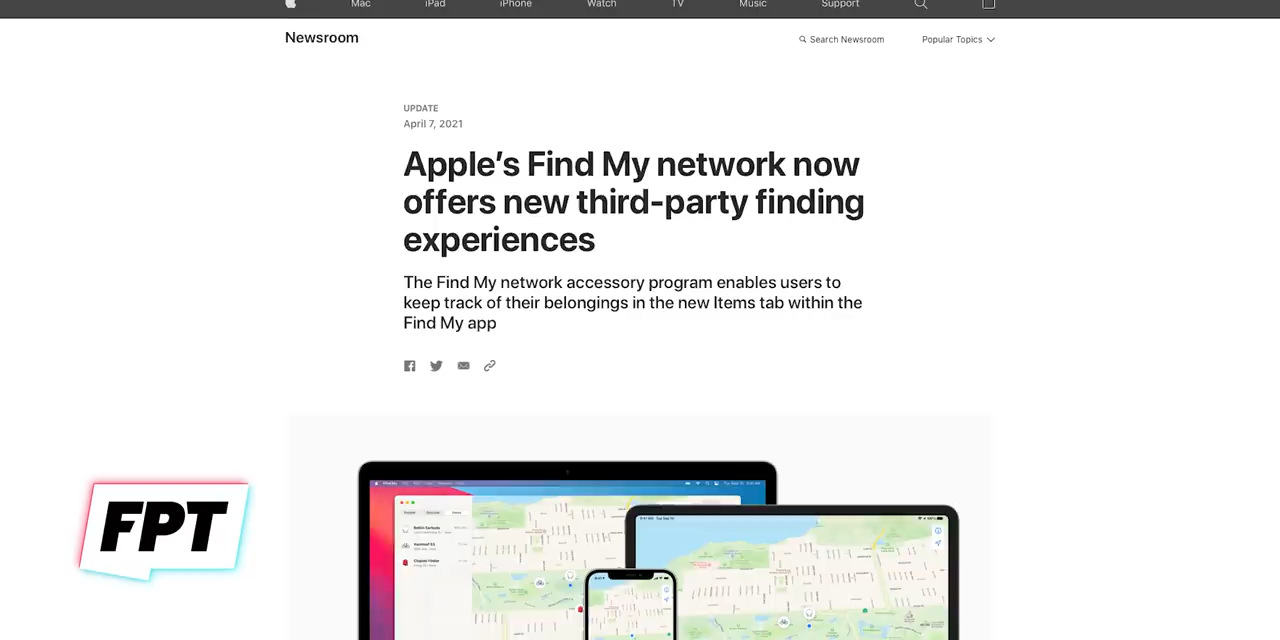 Mac iPad iPhone Watch TV Music Support
Newsroom
Search Newsroom Popular Topics
UPDATE
April 7, 2021
Apple’s Find My network now
offers new third-party finding
experiences
The Find My network accessory program enables users to
keep track of their belongings in the new Items tab within the
Find My app
FPT